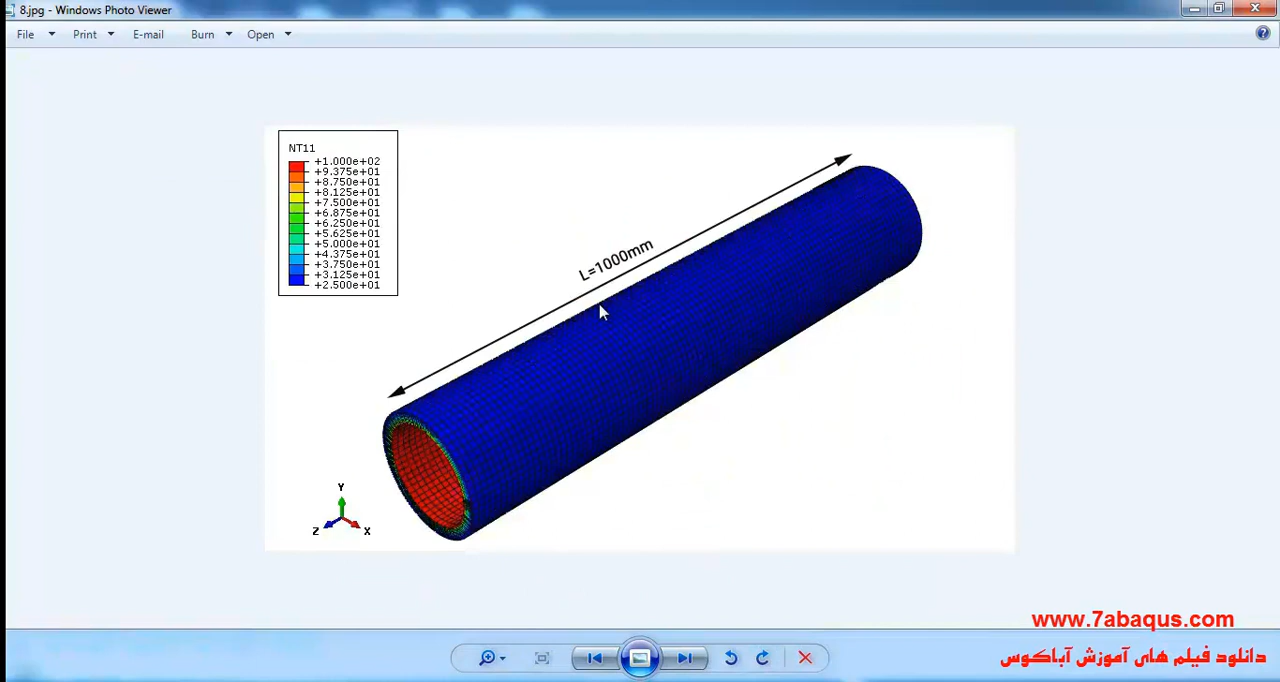 8.jpg - Windows Photo Viewer
File Print E-mail Burn Open
NT11
+1.000e+02
+9.375e+01
+8.750e+01
+8.125e+01
+7.500e+01
+6.875e+01
+6.250e+01
+5.625e+01
+5.000e+01
+4.375e+01
+3.750e+01
+3.125e+01
+2.500e+01
L=1000mm
Y
Z X
www.7abaqus.com
دانلود فیلم های آموزش آباکوس